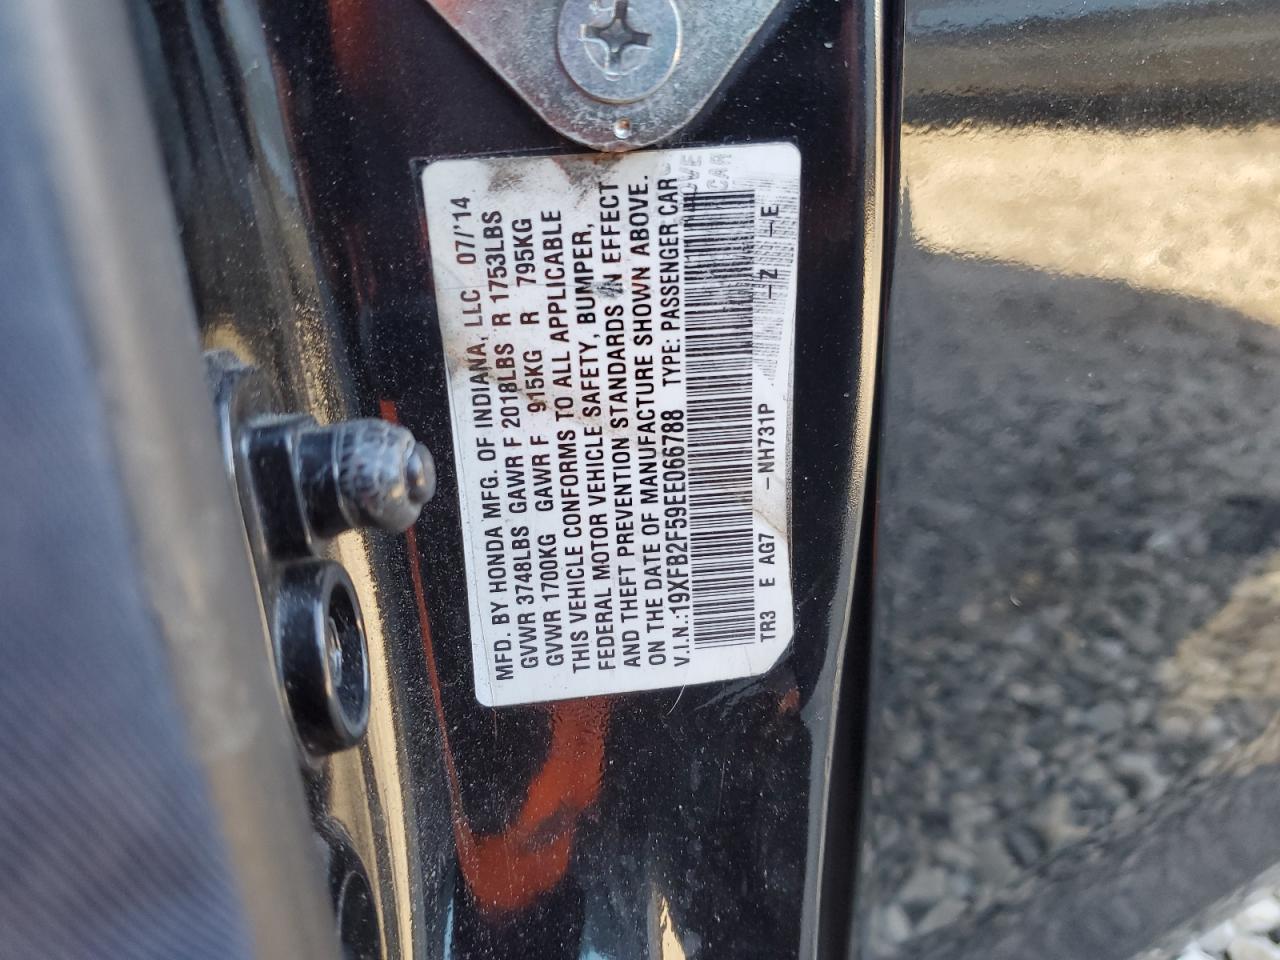 MFD. BY HONDA MFG. OF INDIANA, LLC 07/'14
GVWR 3748LBS GAWR F 2018LBS R 1753LBS
GVWR 1700KG GAWR F 915KG R 795KG
THIS VEHICLE CONFORMS TO ALL APPLICABLE
FEDERAL MOTOR VEHICLE SAFETY, BUMPER,
AND THEFT PREVENTION STANDARDS IN EFFECT
ON THE DATE OF MANUFACTURE SHOWN ABOVE.
V.I.N.:19XFB2F59EE066788 TYPE: PASSENGER CAR
TR3 E AG7 -NH731P -Z -E